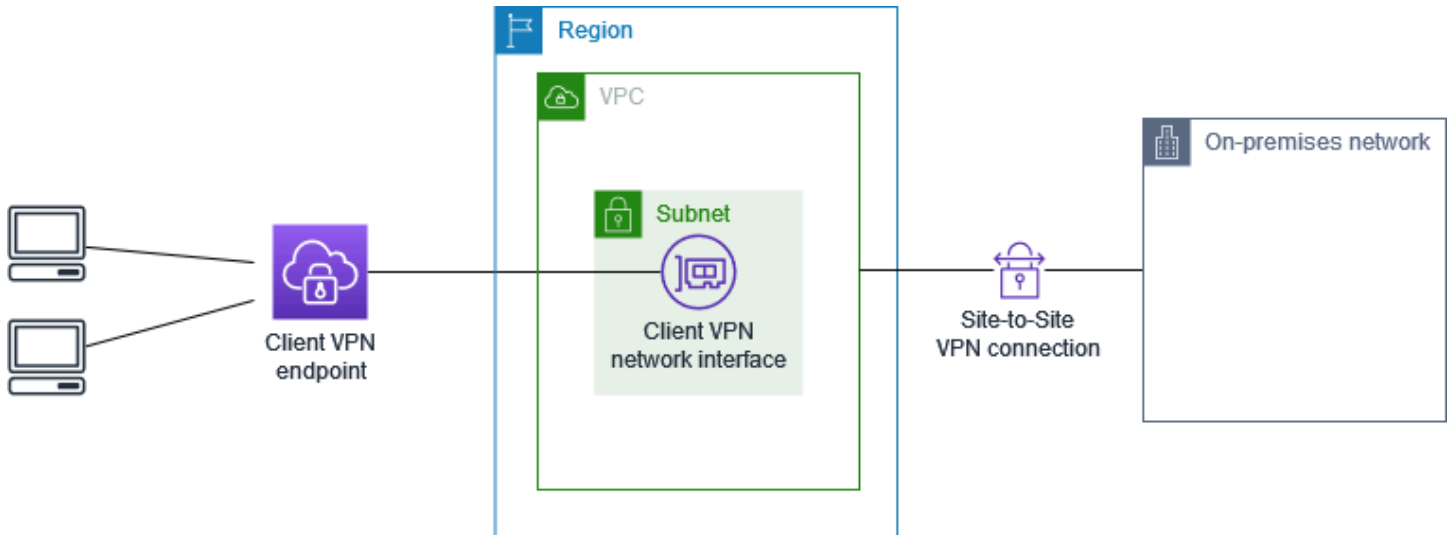 Region
VPC
On-premises network
Subnet
Client VPN
endpoint
Client VPN
network interface
Site-to-Site
VPN connection